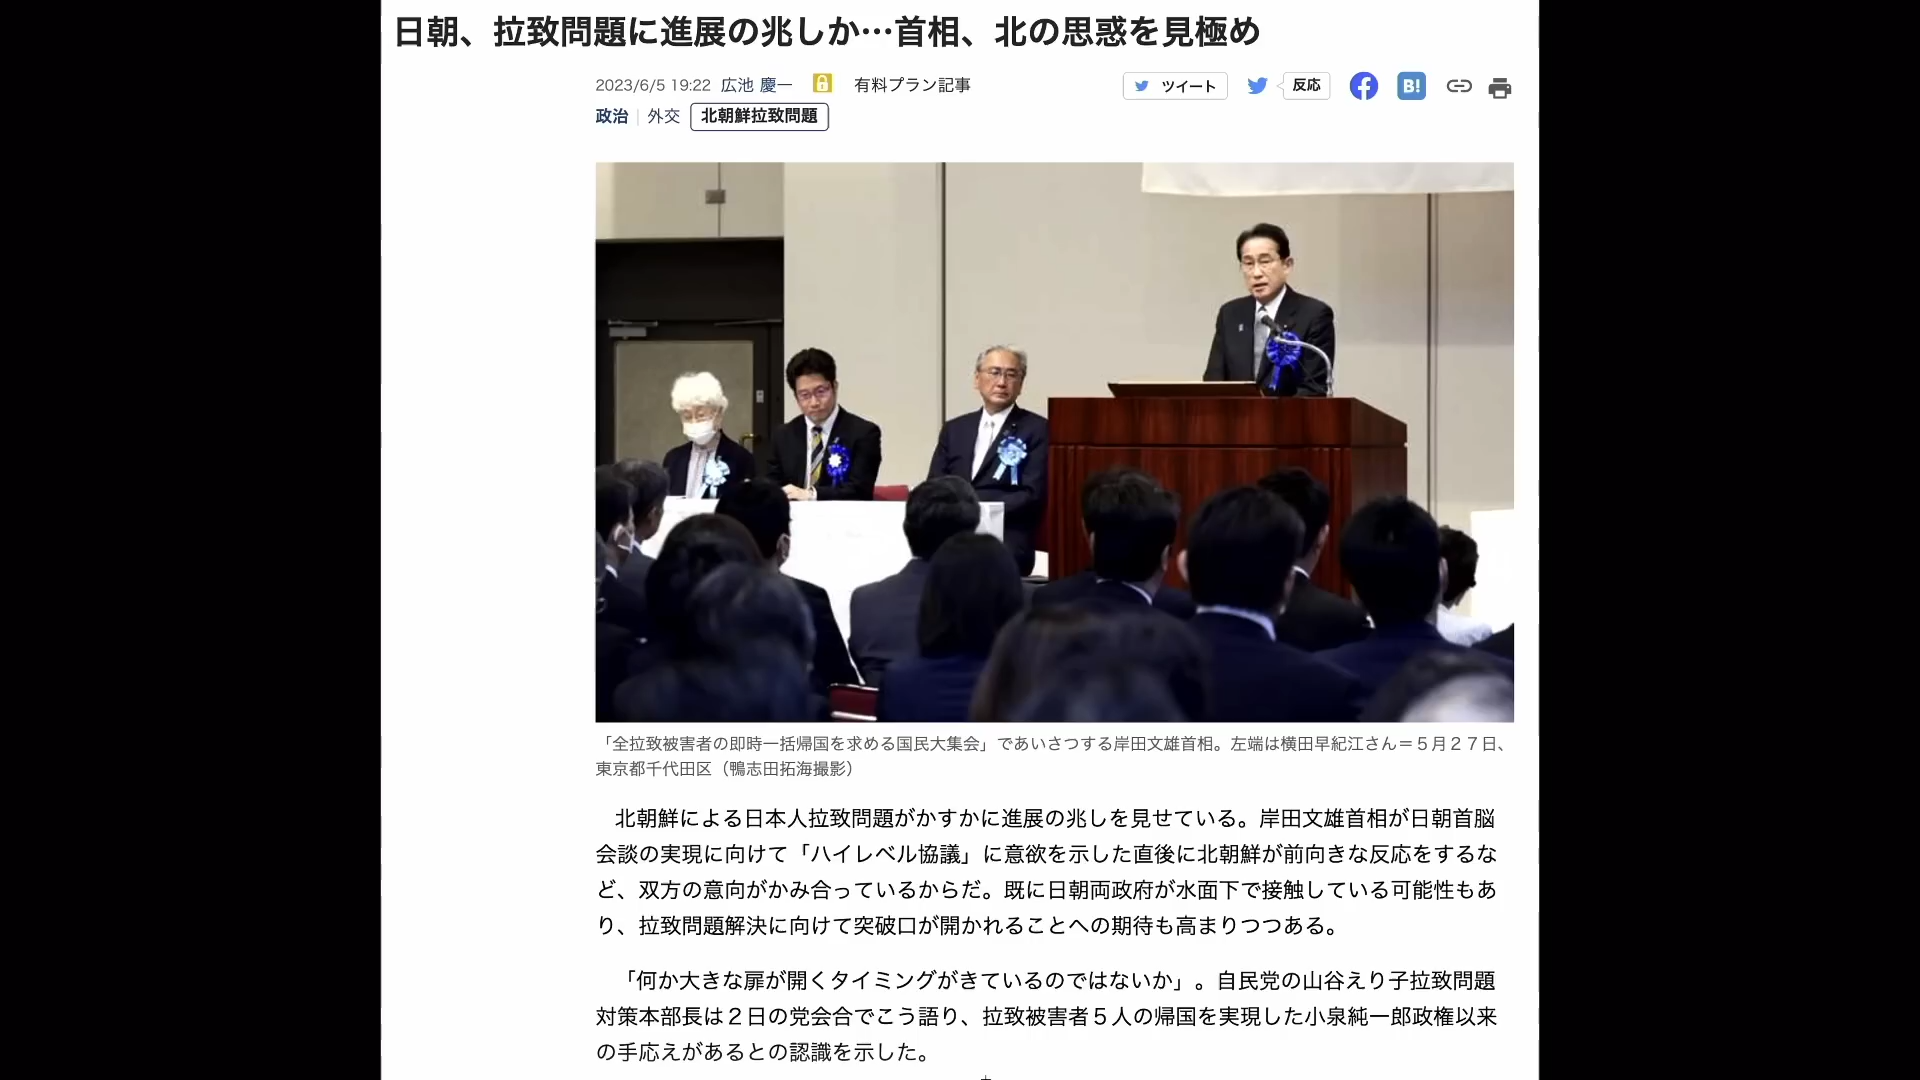 日朝、拉致問題に進展の兆しか…首相、北の思惑を見極め
2023/6/5 19:22 広池 慶一 有料プラン記事
ツイート 反応 B!
政治 | 外交 北朝鮮拉致問題
「全拉致被害者の即時一括帰国を求める国民大集会」であいさつする岸田文雄首相。左端は横田早紀江さん＝５月２７日、
東京都千代田区（鴨志田拓海撮影）
北朝鮮による日本人拉致問題がかすかに進展の兆しを見せている。岸田文雄首相が日朝首脳
会談の実現に向けて「ハイレベル協議」に意欲を示した直後に北朝鮮が前向きな反応をするな
ど、双方の意向がかみ合っているからだ。既に日朝両政府が水面下で接触している可能性もあ
り、拉致問題解決に向けて突破口が開かれることへの期待も高まりつつある。
「何か大きな扉が開くタイミングがきているのではないか」。自民党の山谷えり子拉致問題
対策本部長は２日の党会合でこう語り、拉致被害者５人の帰国を実現した小泉純一郎政権以来
の手応えがあるとの認識を示した。